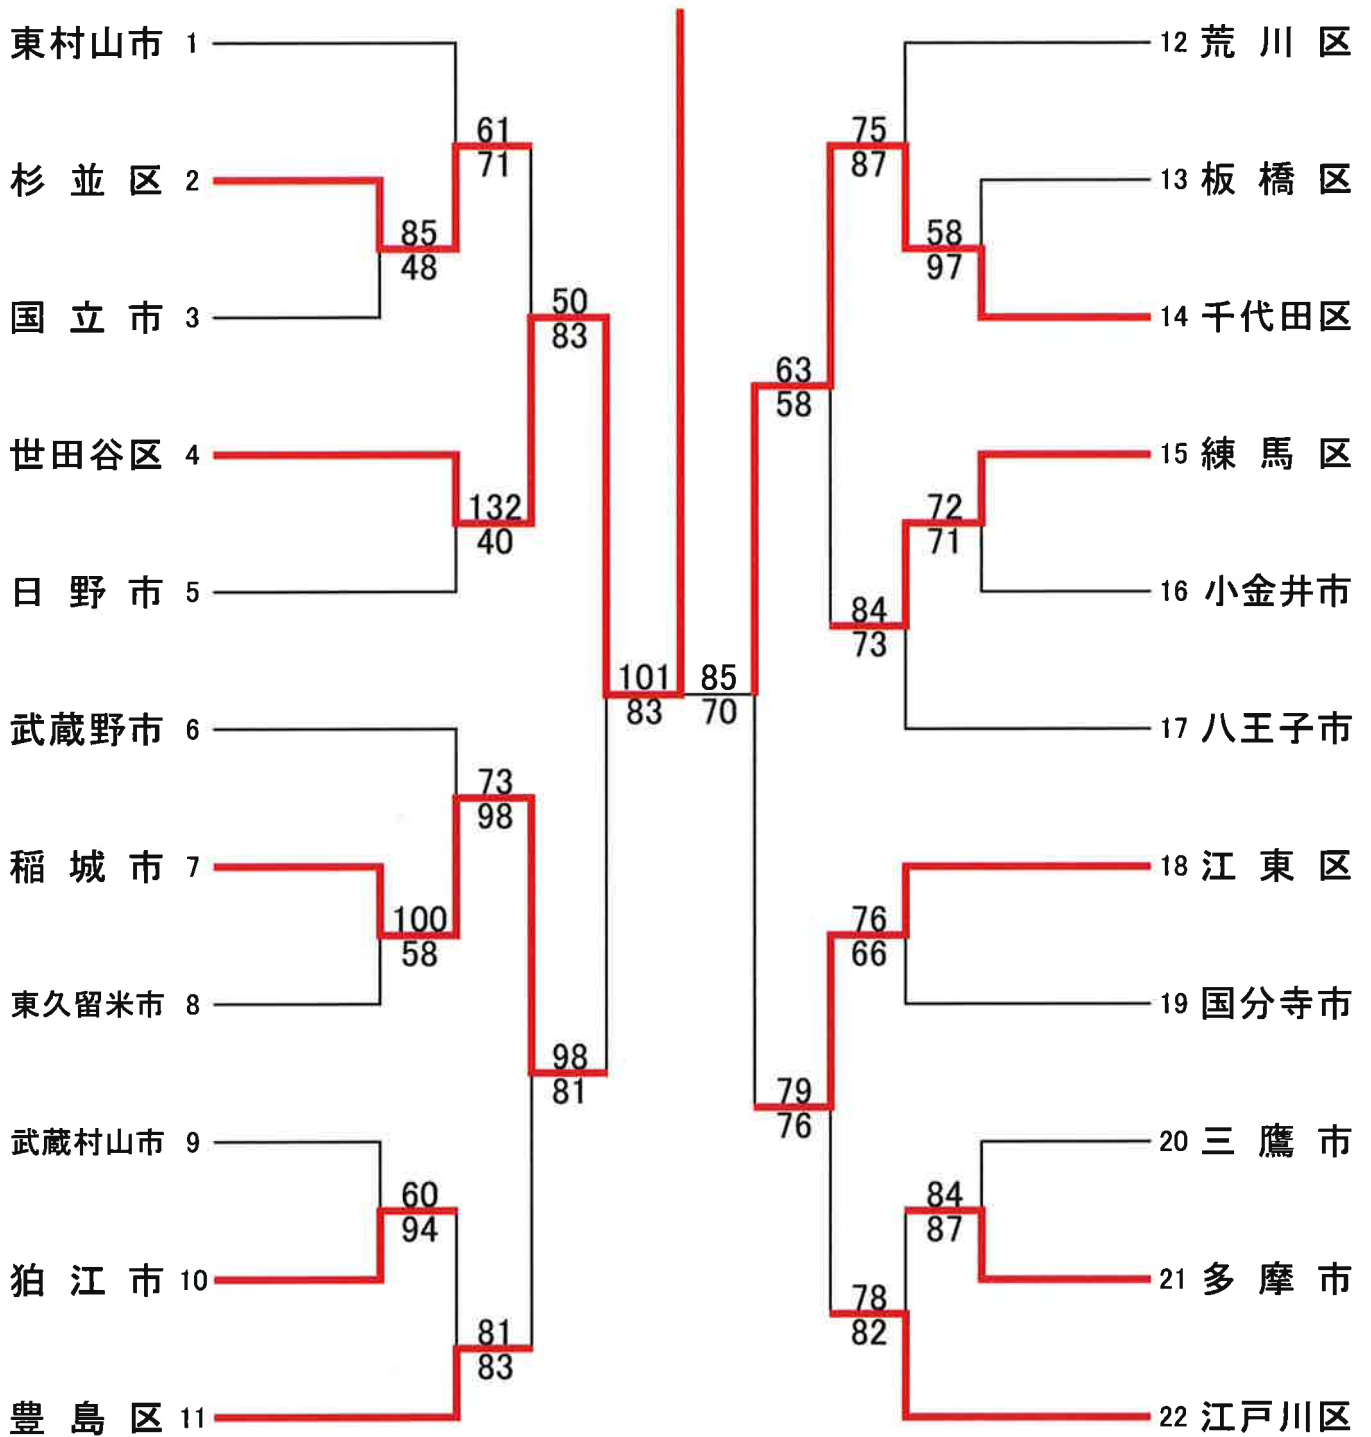 東村山市 1
61
71
杉並区 2
85
48
国立市 3
50
83
世田谷区 4
132
40
日野市 5
101
83
武蔵野市 6
73
98
稲城市 7
100
58
東久留米市 8
98
81
武蔵村山市 9
60
94
狛江市 10
81
83
豊島区 11
85
70
12 荒川区
75
87
13 板橋区
58
97
14 千代田区
63
58
15 練馬区
72
71
16 小金井市
84
73
17 八王子市
18 江東区
76
66
19 国分寺市
79
76
20 三鷹市
84
87
21 多摩市
78
82
22 江戸川区